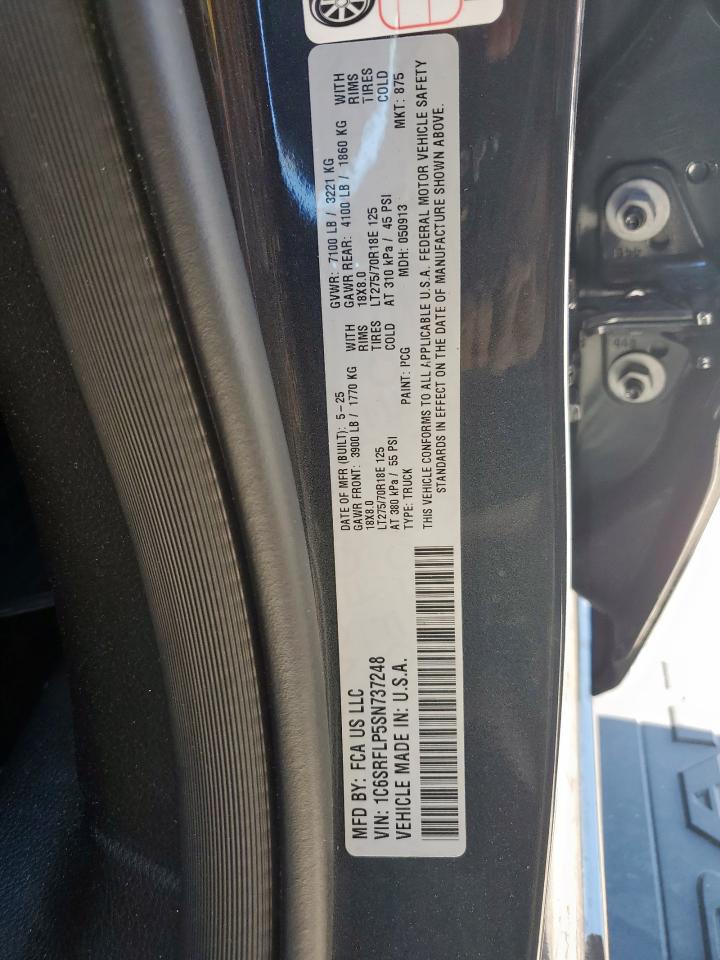 MFD BY: FCA US LLC
VIN: 1C6SRFLP5SN737248
VEHICLE MADE IN: U.S.A.
DATE OF MFR (BUILT): 5-25
GAWR FRONT: 3900 LB / 1770 KG WITH
18X8.0 RIMS
LT275/70R18E 125 TIRES
AT 380 kPa / 55 PSI COLD
TYPE: TRUCK PAINT: PCG
GVWR: 7100 LB / 3221 KG
GAWR REAR: 4100 LB / 1860 KG WITH
18X8.0 RIMS
LT275/70R18E 125 TIRES
AT 310 kPa / 45 PSI COLD
MDH: 050913 MKT: 875
THIS VEHICLE CONFORMS TO ALL APPLICABLE U.S.A. FEDERAL MOTOR VEHICLE SAFETY
STANDARDS IN EFFECT ON THE DATE OF MANUFACTURE SHOWN ABOVE.